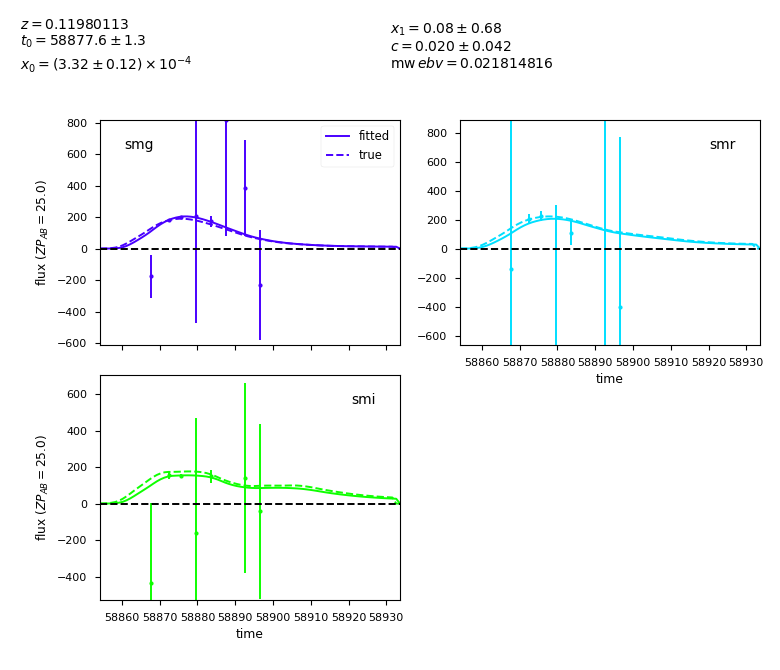 z = 0.11980113
t₀ = 58877.6 ± 1.3
x₀ = (3.32 ± 0.12) × 10⁻⁴
x₁ = 0.08 ± 0.68
c = 0.020 ± 0.042
mw ebv = 0.021814816
smg
fitted
true
800
600
400
200
0
−200
−400
−600
flux (ZP_AB = 25.0)
smr
800
600
400
200
0
−200
−400
−600
58860 58870 58880 58890 58900 58910 58920 58930
time
smi
600
400
200
0
−200
−400
flux (ZP_AB = 25.0)
58860 58870 58880 58890 58900 58910 58920 58930
time